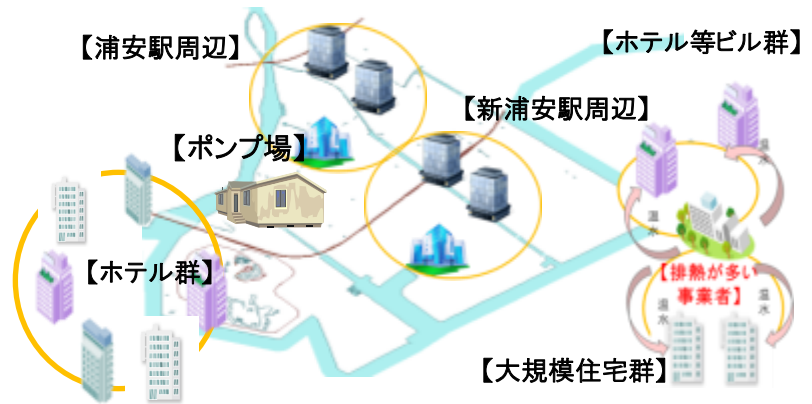 【浦安駅周辺】
【ホテル等ビル群】
【新浦安駅周辺】
【ポンプ場】
温水
温水
【ホテル群】
【排熱が多い
事業者】
温水
温水
【大規模住宅群】